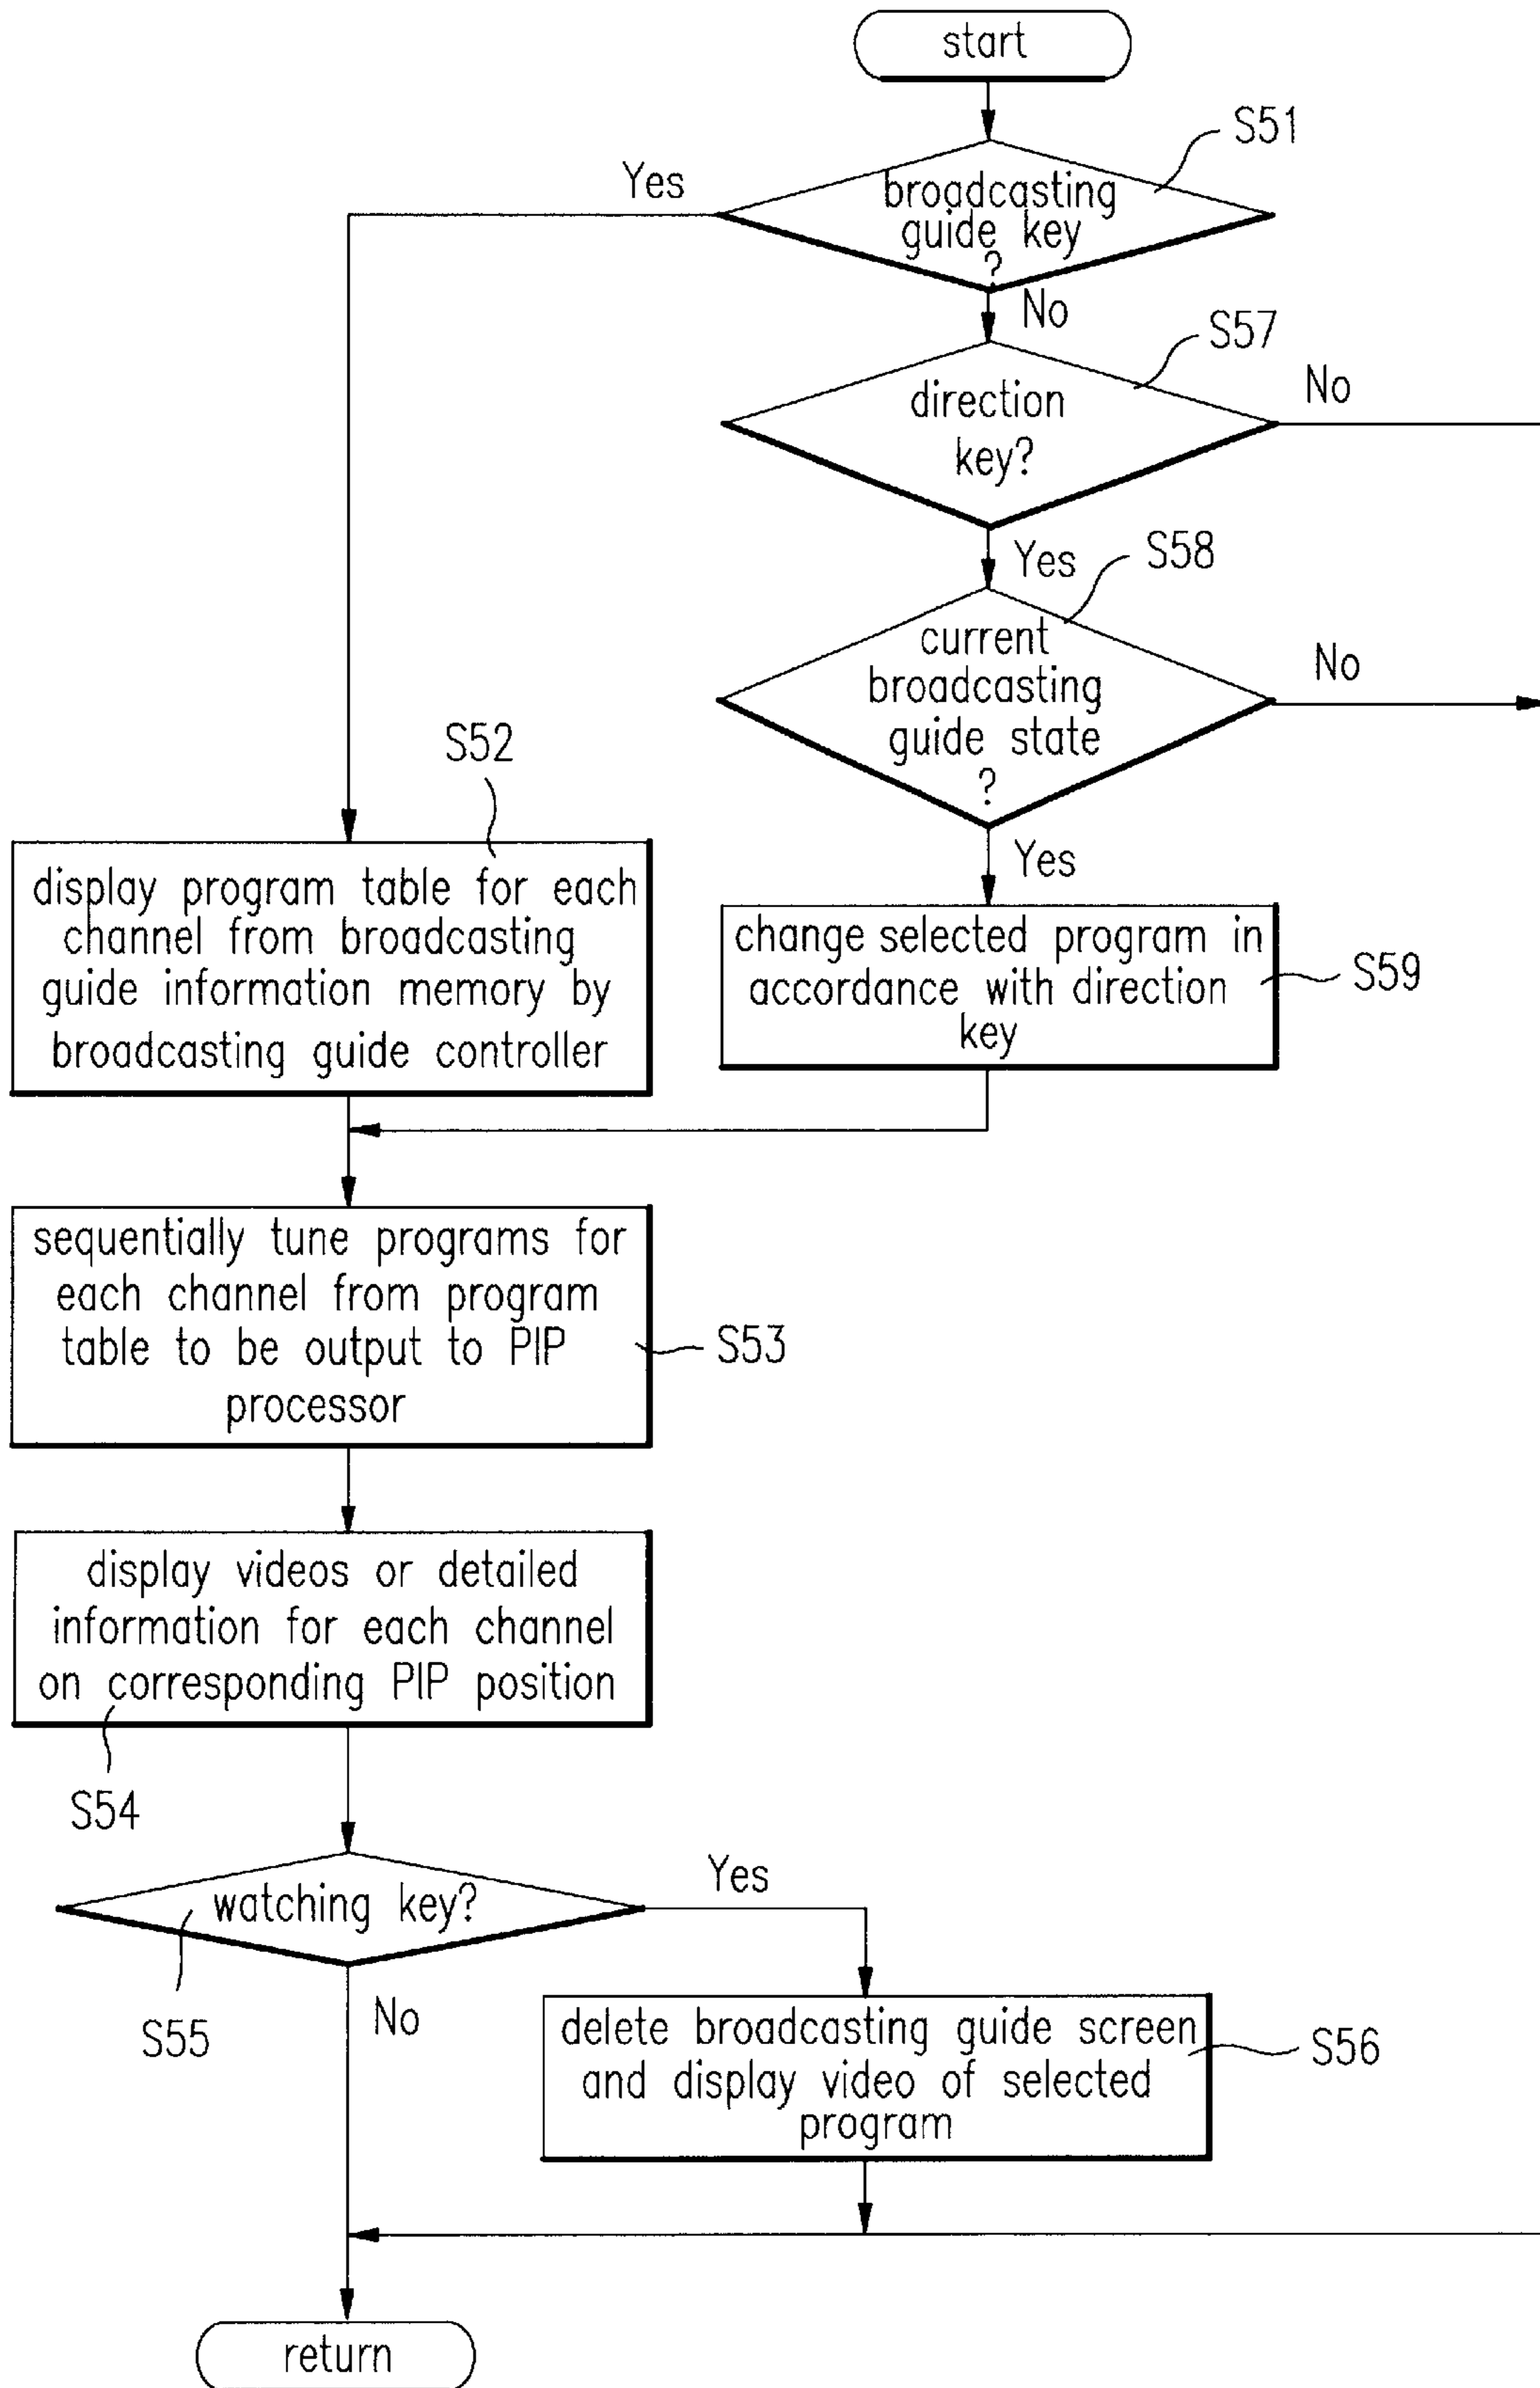 start
S51
Yes
broadcasting
guide key
?
No
S57
direction
key?
No
Yes
S58
current
broadcasting
guide state
?
No
Yes
S52
display program table for each
channel from broadcasting
guide information memory by
broadcasting guide controller
change selected program in
accordance with direction
key
S59
sequentially tune programs for
each channel from program
table to be output to PIP
processor
S53
display videos or detailed
information for each channel
on corresponding PIP position
S54
watching key?
Yes
S55
No
delete broadcasting guide screen
and display video of selected
program
S56
return